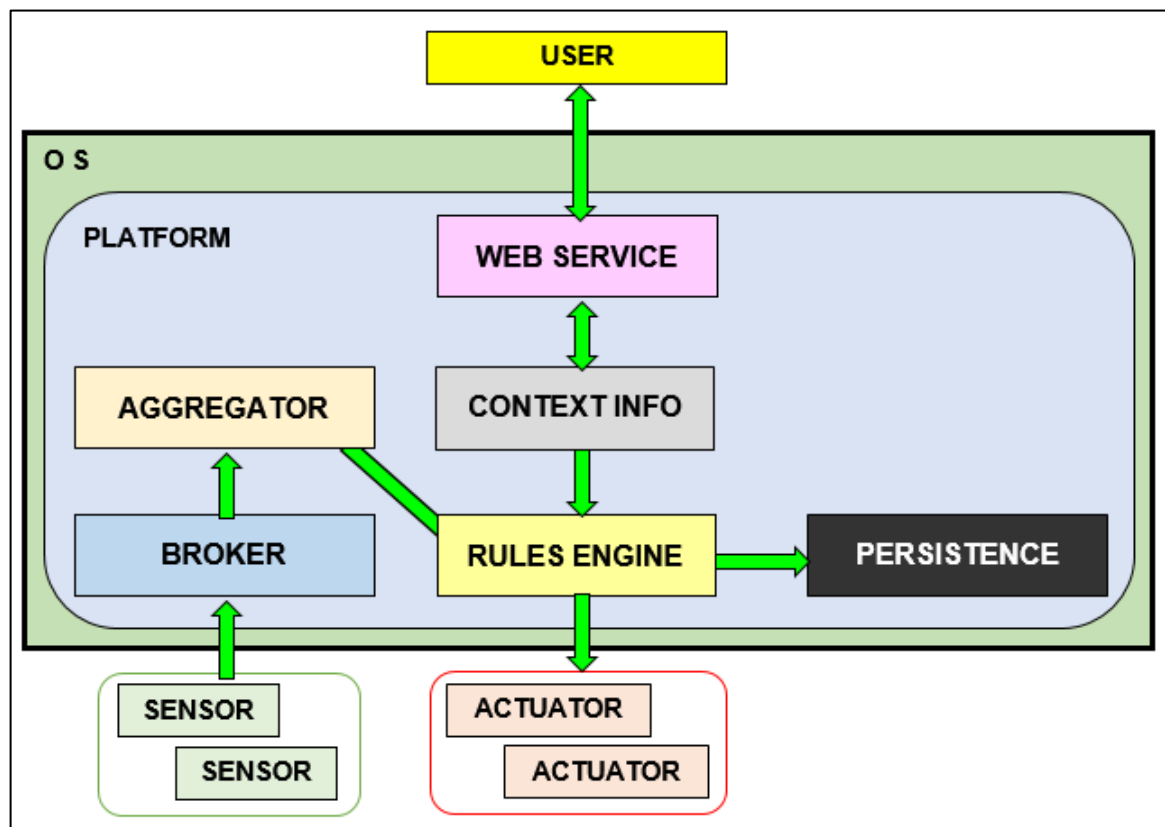 USER
O S
PLATFORM
WEB SERVICE
AGGREGATOR
CONTEXT INFO
BROKER
RULES ENGINE
PERSISTENCE
SENSOR
SENSOR
ACTUATOR
ACTUATOR